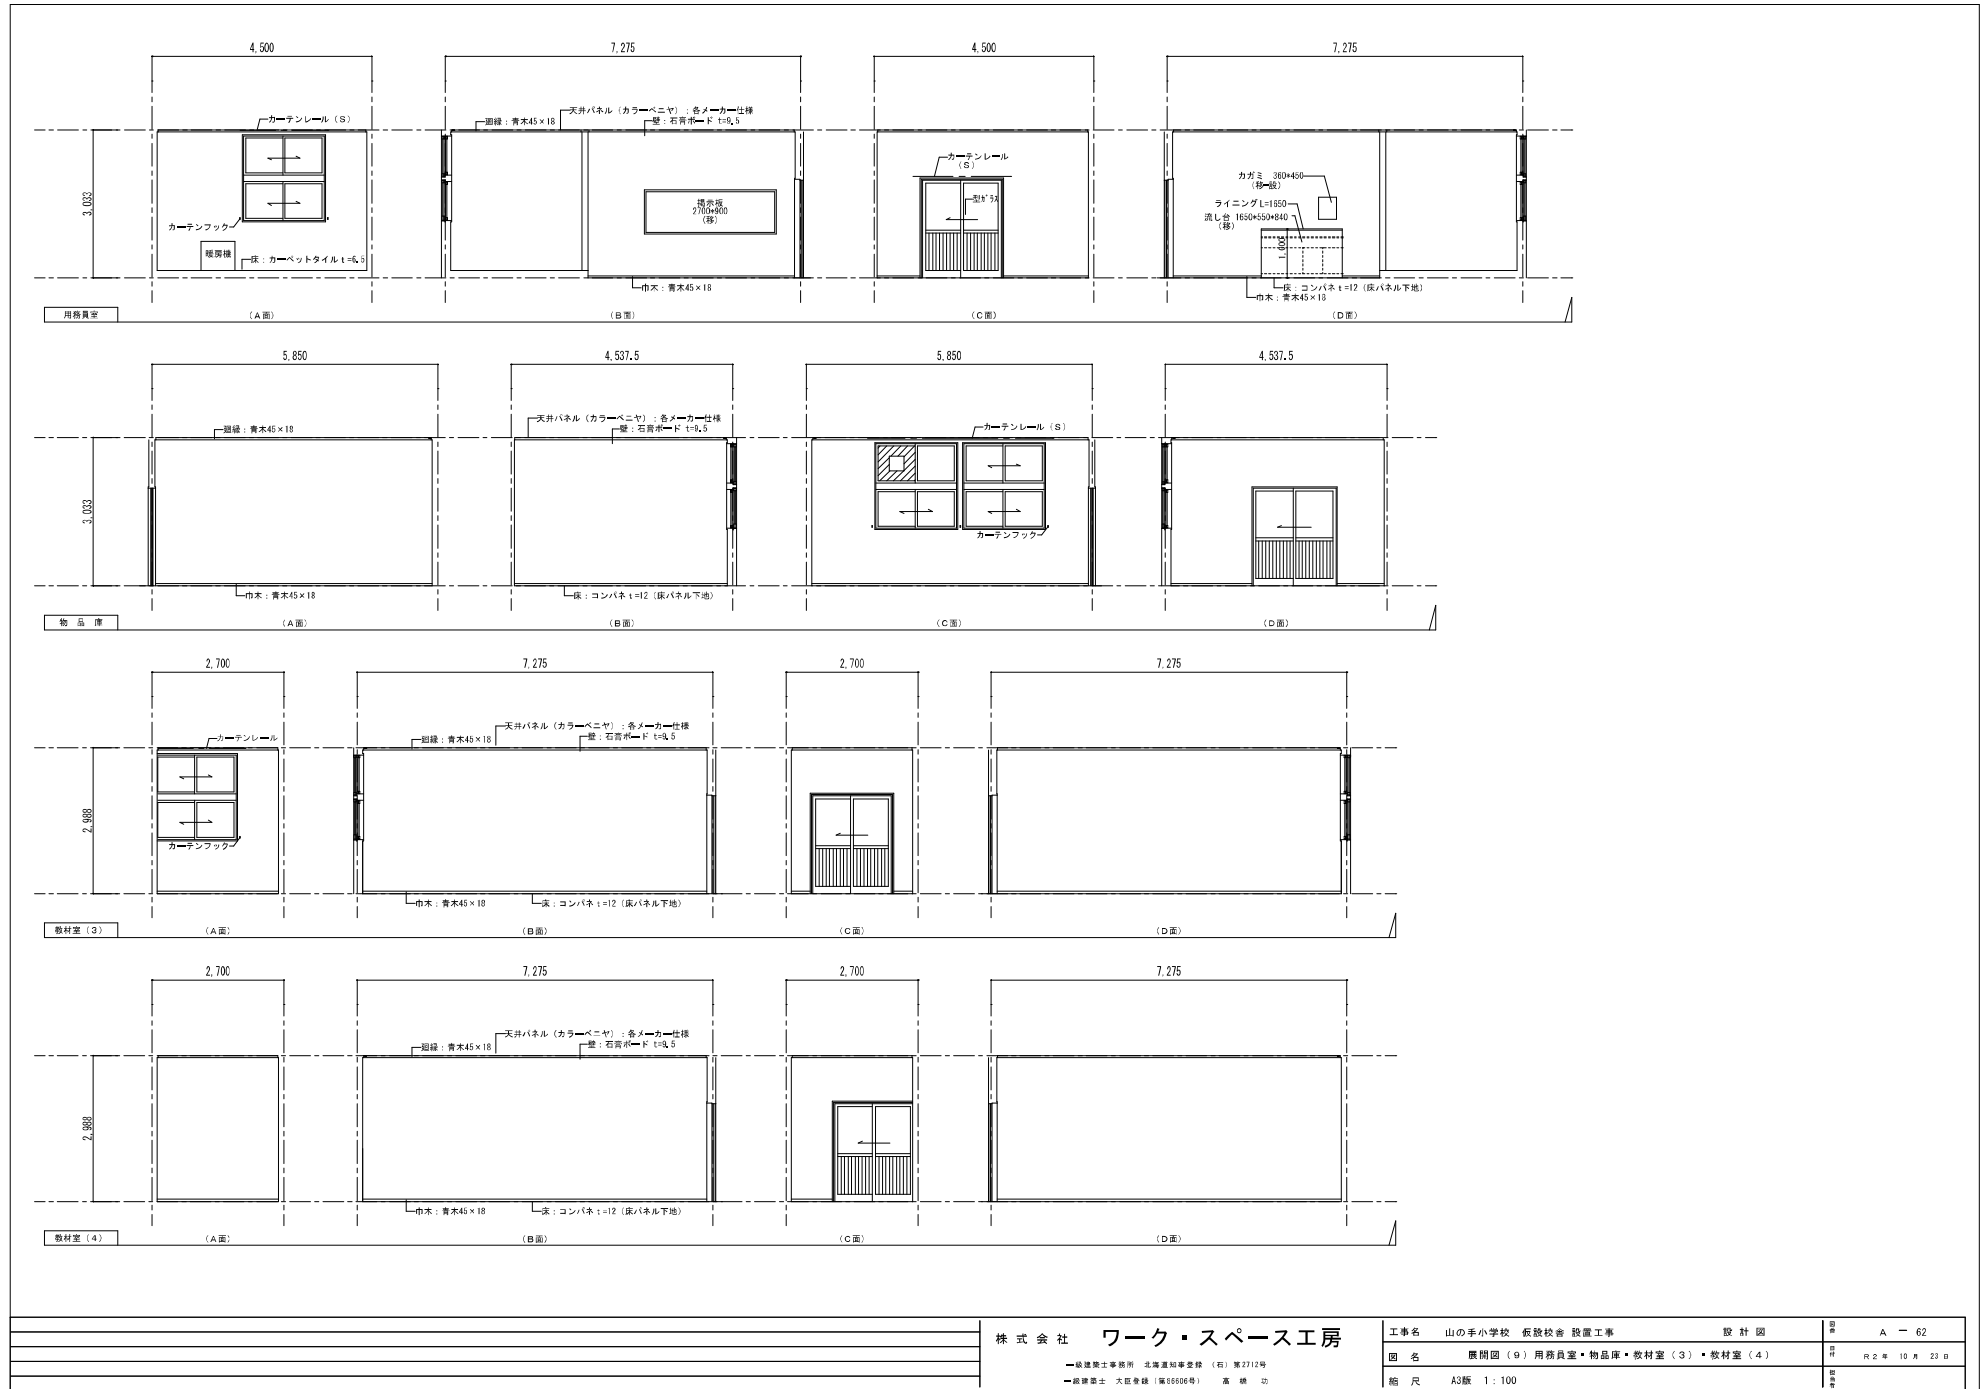 4,500 7,275 4,500 7,275
天井パネル（カラーベニヤ）：各メーカー仕様
カーテンレール（S） 廻縁：青木45×18 壁：石膏ボード t=9.5
カーテンレール
（S）
カガミ 360*450
（移設）
3,033
掲示板
2700*900
（移）
型ガラス
ライニングL=1650
流し台 1650*550*840
（移）
カーテンフック
1,000
暖房機
床：カーペットタイル t=6.5
巾木：青木45×18
床：コンパネ t=12（床パネル下地）
巾木：青木45×18
用務員室 （A面） （B面） （C面） （D面）
5,850 4,537.5 5,850 4,537.5
天井パネル（カラーベニヤ）：各メーカー仕様
廻縁：青木45×18 壁：石膏ボード t=9.5 カーテンレール（S）
3,033
カーテンフック
巾木：青木45×18 床：コンパネ t=12（床パネル下地）
物品庫 （A面） （B面） （C面） （D面）
2,700 7,275 2,700 7,275
天井パネル（カラーベニヤ）：各メーカー仕様
カーテンレール 廻縁：青木45×18 壁：石膏ボード t=9.5
2,988
カーテンフック
巾木：青木45×18 床：コンパネ t=12（床パネル下地）
教材室（3） （A面） （B面） （C面） （D面）
2,700 7,275 2,700 7,275
天井パネル（カラーベニヤ）：各メーカー仕様
廻縁：青木45×18 壁：石膏ボード t=9.5
2,988
巾木：青木45×18 床：コンパネ t=12（床パネル下地）
教材室（4） （A面） （B面） （C面） （D面）
株式会社 ワーク・スペース工房
一級建築士事務所 北海道知事登録 （石）第2712号
一級建築士 大臣登録（第86606号） 高橋 功
工事名 山の手小学校 仮設校舎 設置工事 設計図 図番 A － 62
図名 展開図（9）用務員室・物品庫・教材室（3）・教材室（4） 日付 R2年 10月 23日
縮尺 A3版 1：100